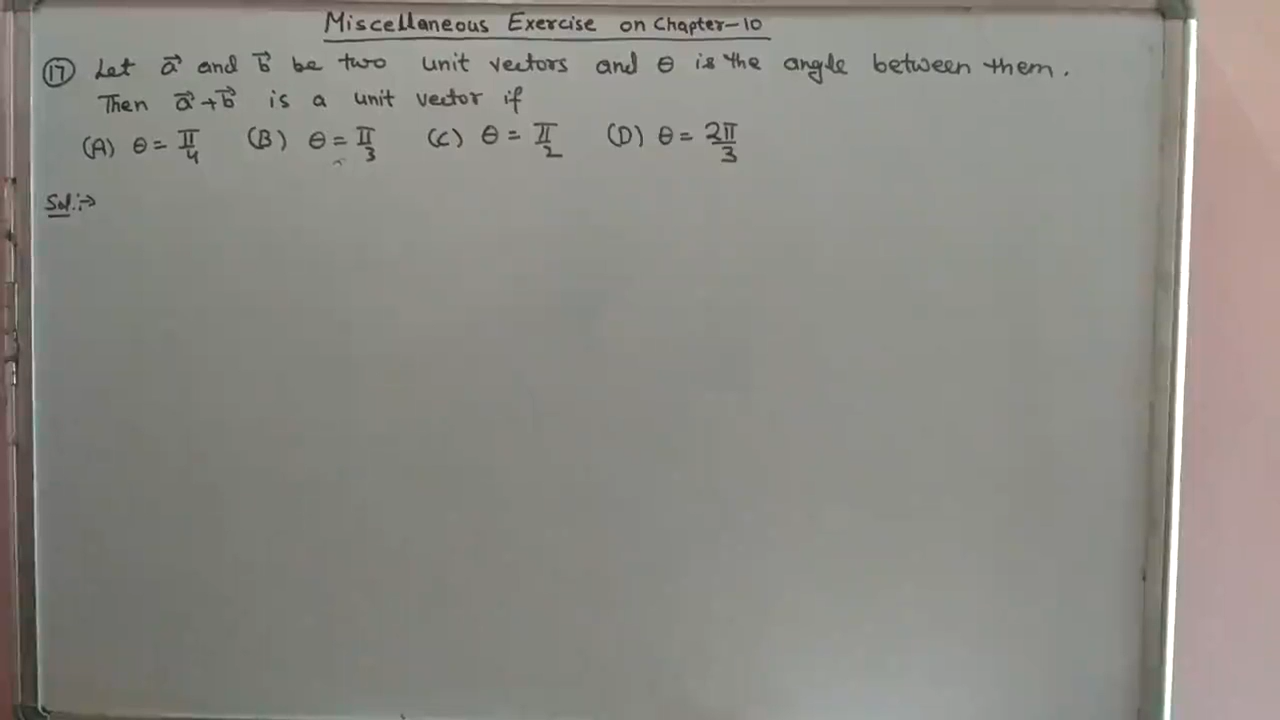 Miscellaneous Exercise on Chapter-10
(17) Let a⃗ and b⃗ be two unit vectors and θ is the angle between them.
Then a⃗+b⃗ is a unit vector if
(A) θ = π/4 (B) θ = π/3 (C) θ = π/2 (D) θ = 2π/3
Sol:→